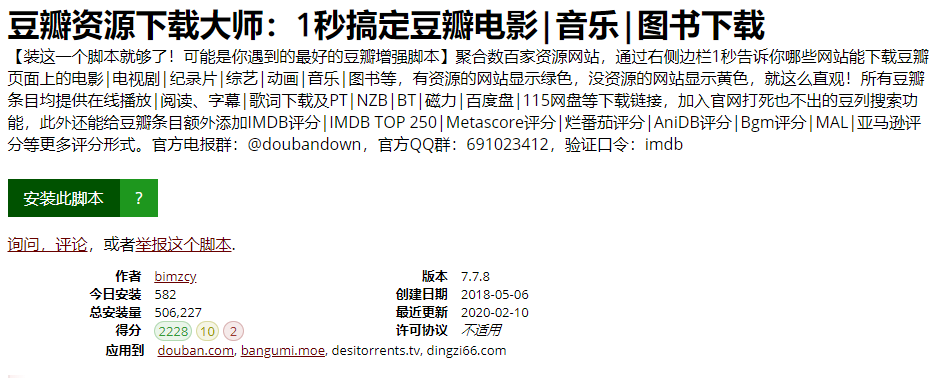 豆瓣资源下载大师：1秒搞定豆瓣电影|音乐|图书下载
【装这一个脚本就够了！可能是你遇到的最好的豆瓣增强脚本】聚合数百家资源网站，通过右侧边栏1秒告诉你哪些网站能下载豆瓣
页面上的电影|电视剧|纪录片|综艺|动画|音乐|图书等，有资源的网站显示绿色，没资源的网站显示黄色，就这么直观！所有豆瓣
条目均提供在线播放|阅读、字幕|歌词下载及PT|NZB|BT|磁力|百度盘|115网盘等下载链接，加入官网打死也不出的豆列搜索功
能，此外还能给豆瓣条目额外添加IMDB评分|IMDB TOP 250|Metascore评分|烂番茄评分|AniDB评分|Bgm评分|MAL|亚马逊评
分等更多评分形式。官方电报群：@doubandown，官方QQ群：691023412，验证口令：imdb
安装此脚本 ?
询问，评论，或者举报这个脚本.
作者 bimzcy 版本 7.7.8
今日安装 582 创建日期 2018-05-06
总安装量 506,227 最近更新 2020-02-10
得分 2228 10 2 许可协议 不适用
应用到 douban.com, bangumi.moe, desitorrents.tv, dingzi66.com